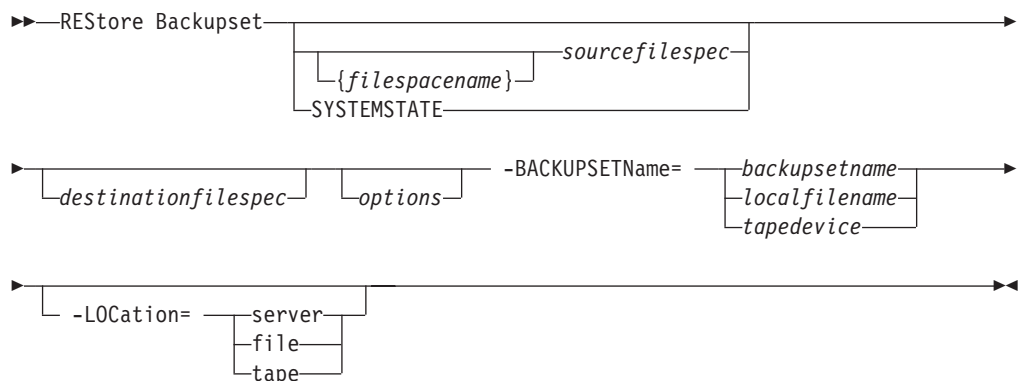 REStore Backupset
sourcefilespec
{filespacename}
SYSTEMSTATE
-BACKUPSETName=
backupsetname
destinationfilespec
options
localfilename
tapedevice
-LOCation=
server
file
tape